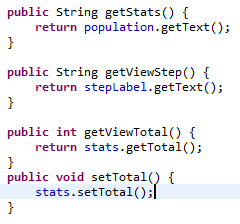 public String getStats() {
    return population.getText();
}

public String getViewStep() {
    return stepLabel.getText();
}

public int getViewTotal() {
    return stats.getTotal();
}
public void setTotal() {
    stats.setTotal();
}